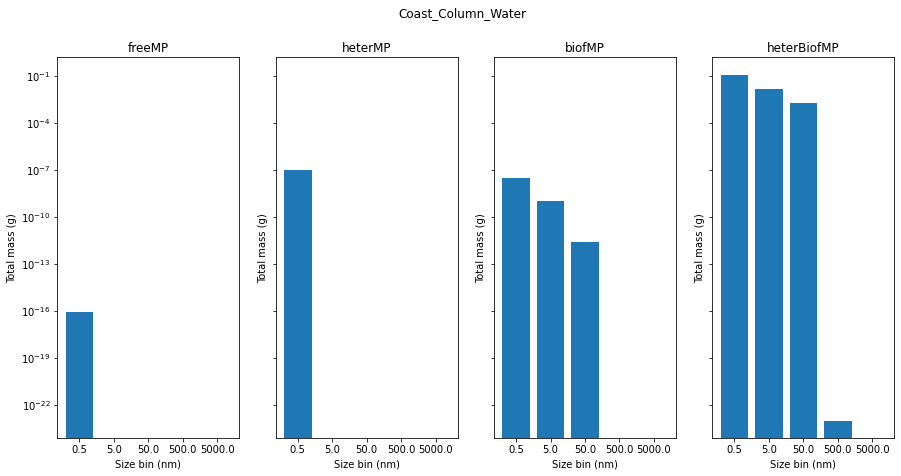 Coast_Column_Water
freeMP
heterMP
biofMP
heterBiofMP
Total mass (g)
10⁻¹
10⁻⁴
10⁻⁷
10⁻¹⁰
10⁻¹³
10⁻¹⁶
10⁻¹⁹
10⁻²²
Total mass (g)
Total mass (g)
Total mass (g)
0.5 5.0 50.0 500.0 5000.0
0.5 5.0 50.0 500.0 5000.0
0.5 5.0 50.0 500.0 5000.0
0.5 5.0 50.0 500.0 5000.0
Size bin (nm)
Size bin (nm)
Size bin (nm)
Size bin (nm)